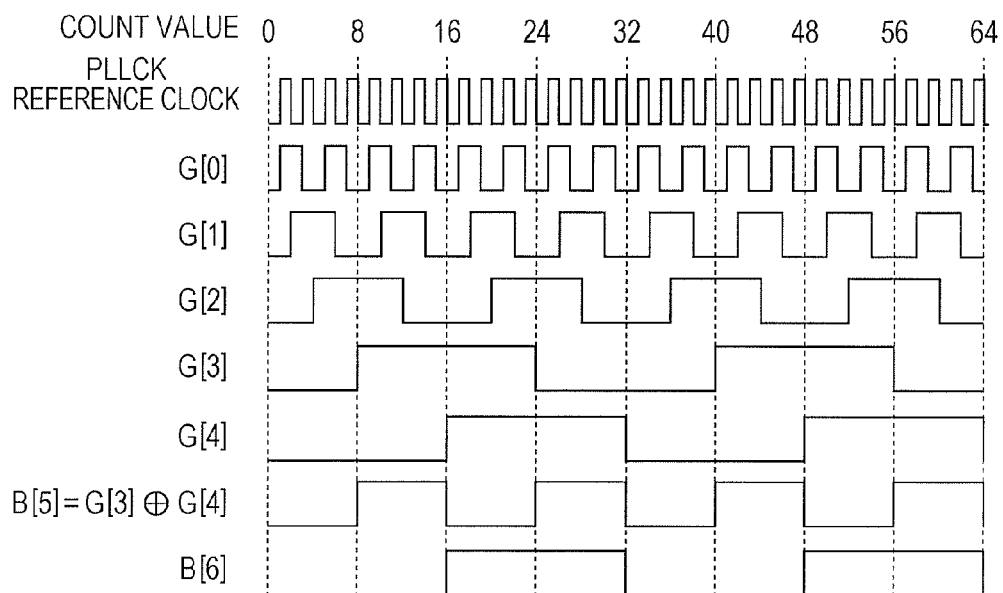 COUNT VALUE 0 8 16 24 32 40 48 56 64
PLLCK
REFERENCE CLOCK
G[0]
G[1]
G[2]
G[3]
G[4]
B[5]=G[3] ⊕ G[4]
B[6]